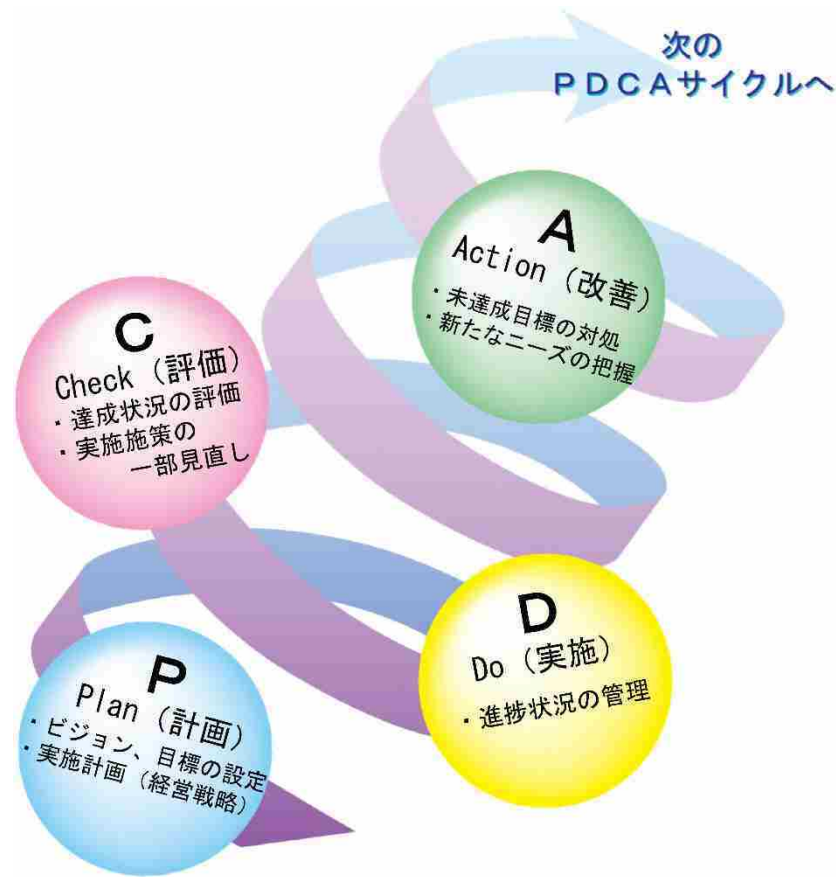 次の
PDCAサイクルへ
A
Action（改善）
・未達成目標の対処
・新たなニーズの把握
C
Check（評価）
・達成状況の評価
・実施施策の
一部見直し
D
Do（実施）
・進捗状況の管理
P
Plan（計画）
・ビジョン、目標の設定
・実施計画（経営戦略）